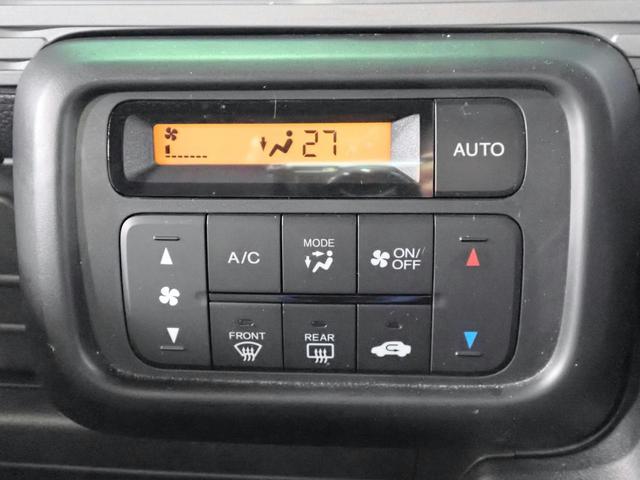 27
AUTO
A/C
MODE
ON/
OFF
FRONT
REAR